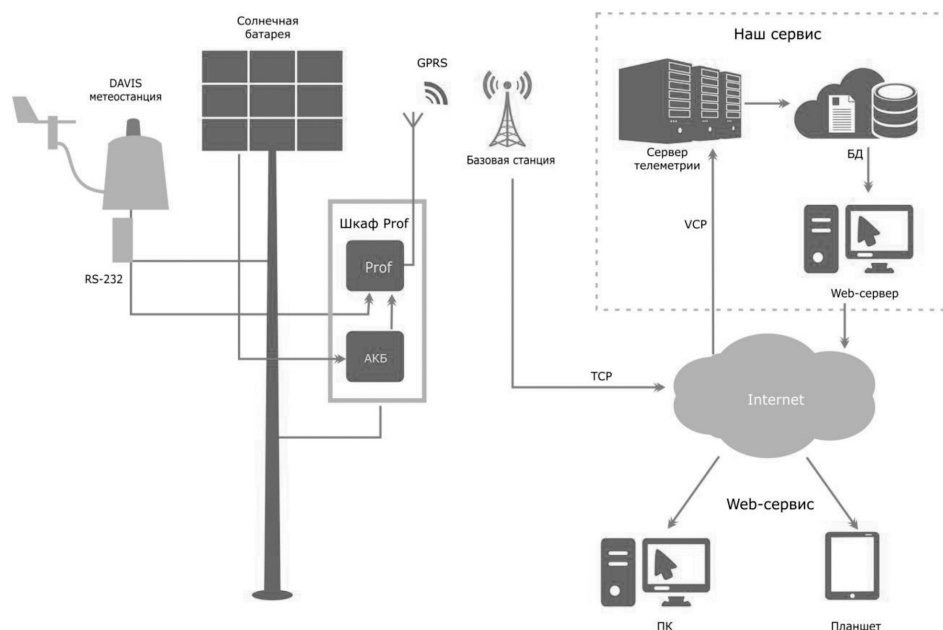 Солнечная
батарея
DAVIS
метеостанция
RS-232
Шкаф Prof
Prof
АКБ
GPRS
Базовая станция
TCP
Наш сервис
Сервер
телеметрии
БД
VCP
Web-сервер
Internet
Web-сервис
ПК
Планшет